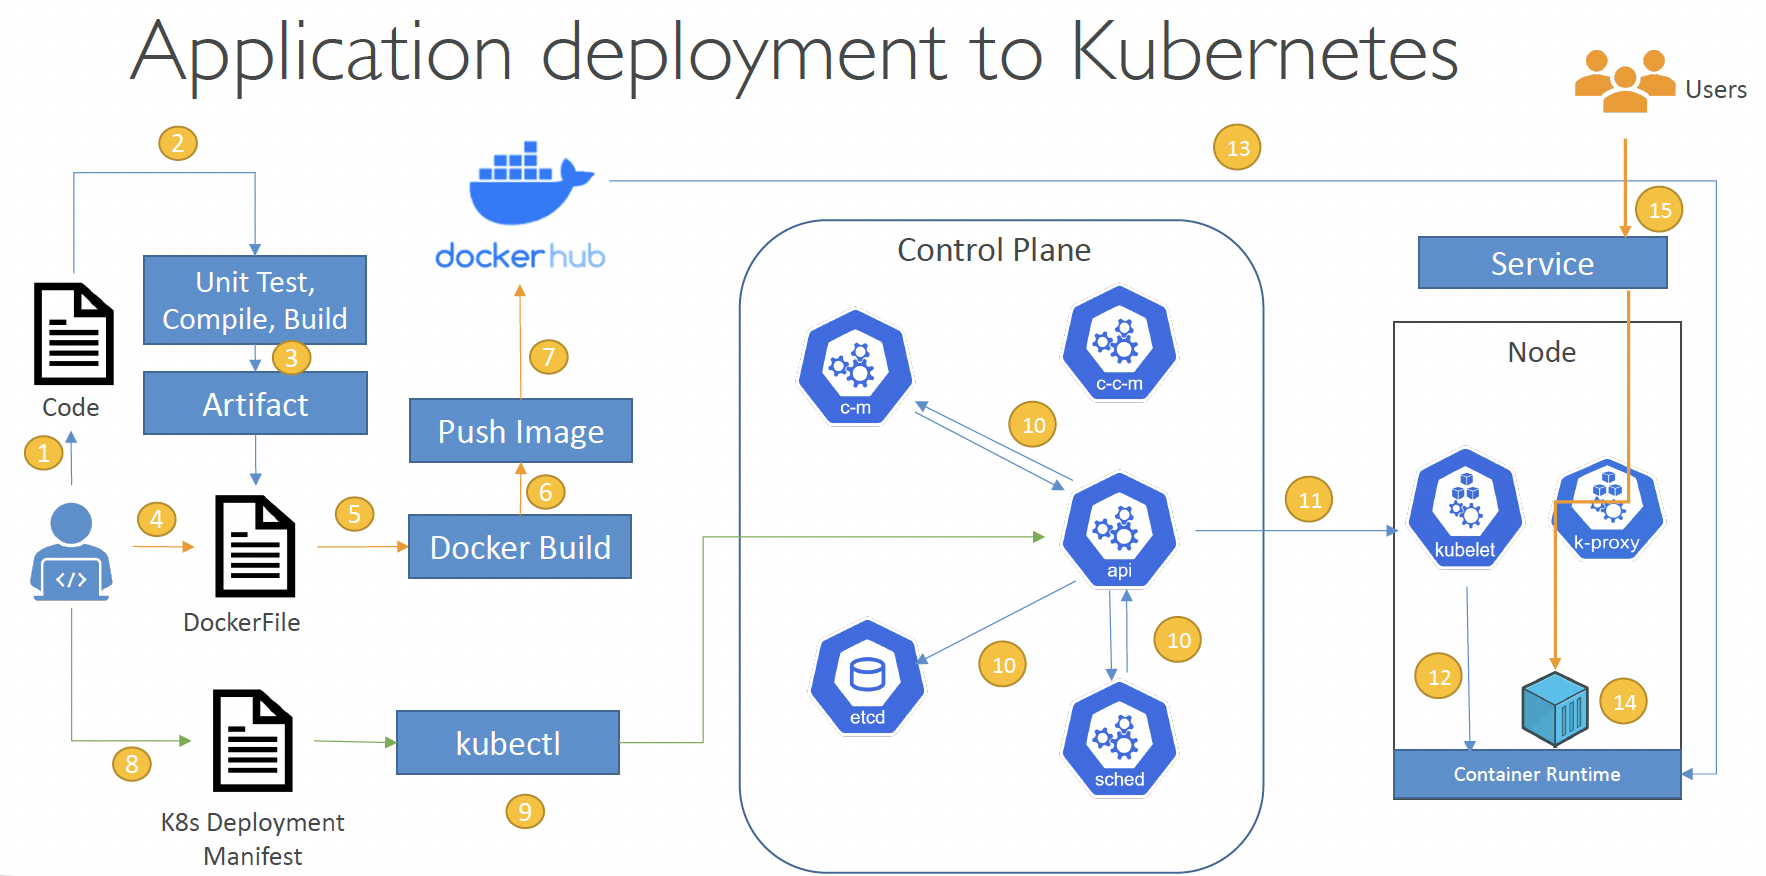 Application deployment to Kubernetes
Users
2
13
15
dockerhub
Control Plane
Service
Unit Test,
Compile, Build
3
7
Node
Code
Artifact
c-m
c-c-m
1
Push Image
10
4
5
6
11
</>
DockerFile
Docker Build
api
kubelet
k-proxy
10
10
12
14
8
K8s Deployment
Manifest
kubectl
9
etcd
sched
Container Runtime